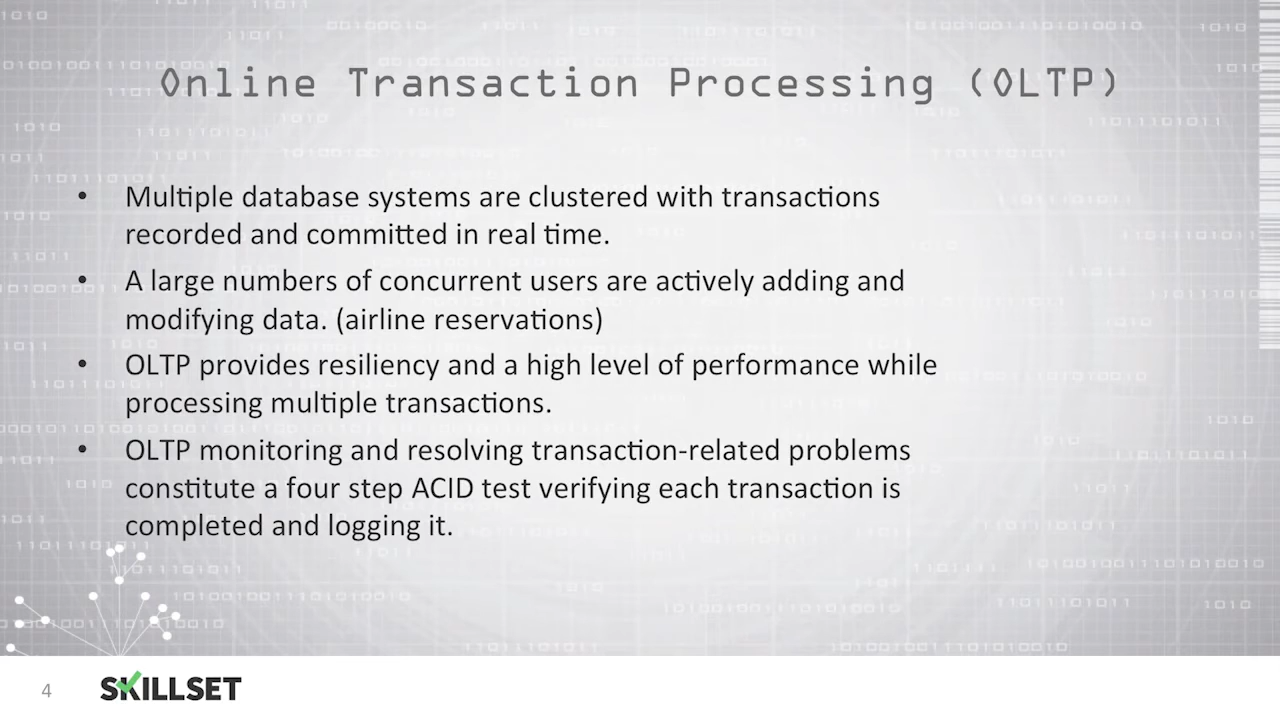 Online Transaction Processing (OLTP)
• Multiple database systems are clustered with transactions
recorded and committed in real time.
• A large numbers of concurrent users are actively adding and
modifying data. (airline reservations)
• OLTP provides resiliency and a high level of performance while
processing multiple transactions.
• OLTP monitoring and resolving transaction-related problems
constitute a four step ACID test verifying each transaction is
completed and logging it.
4
SKILLSET